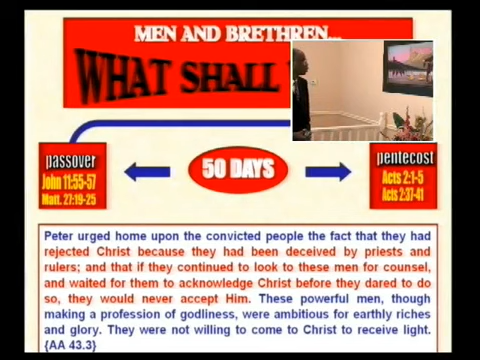 MEN AND BRETHREN...
WHAT SHALL
passover
John 11:55-57
Matt. 27:19-25
50 DAYS
pentecost
Acts 2:1-5
Acts 2:37-41
Peter urged home upon the convicted people the fact that they had
rejected Christ because they had been deceived by priests and
rulers; and that if they continued to look to these men for counsel,
and waited for them to acknowledge Christ before they dared to do
so, they would never accept Him. These powerful men, though
making a profession of godliness, were ambitious for earthly riches
and glory. They were not willing to come to Christ to receive light.
{AA 43.3}